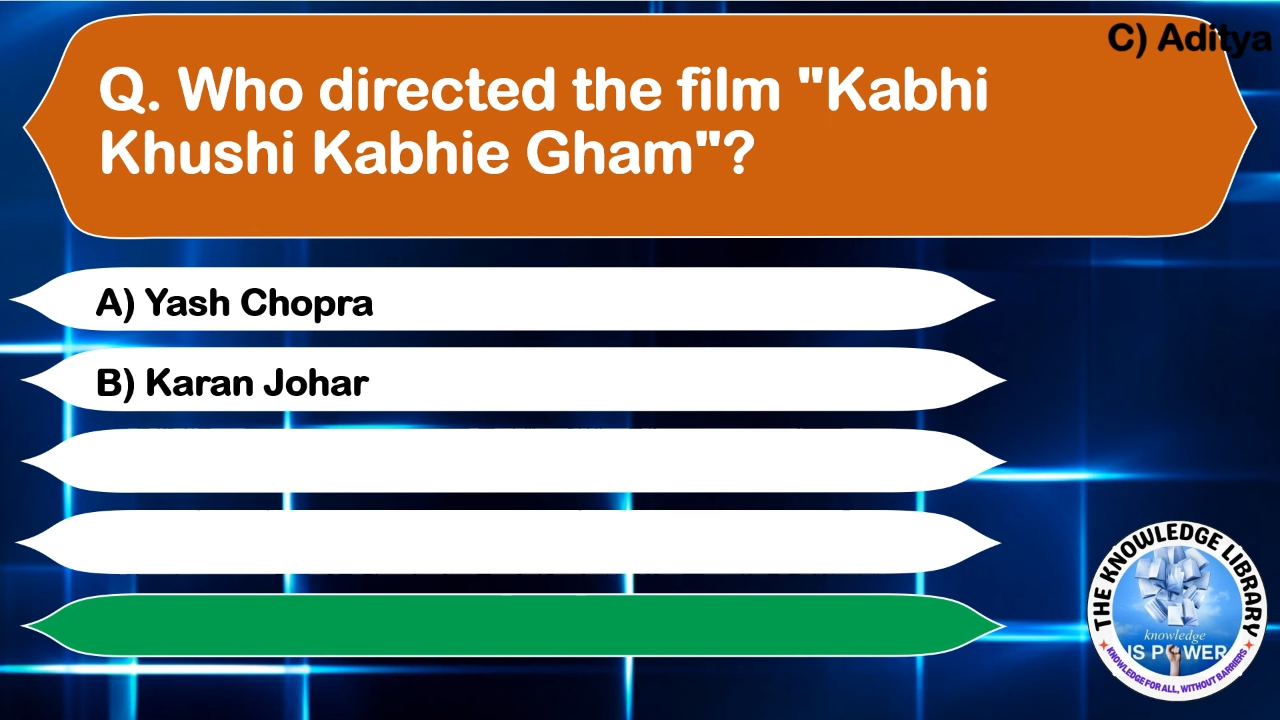 C) Aditya
Q. Who directed the film "Kabhi
Khushi Kabhie Gham"?
A) Yash Chopra
B) Karan Johar
THE KNOWLEDGE LIBRARY
knowledge
IS POWER
KNOWLEDGE FOR ALL, WITHOUT BARRIERS